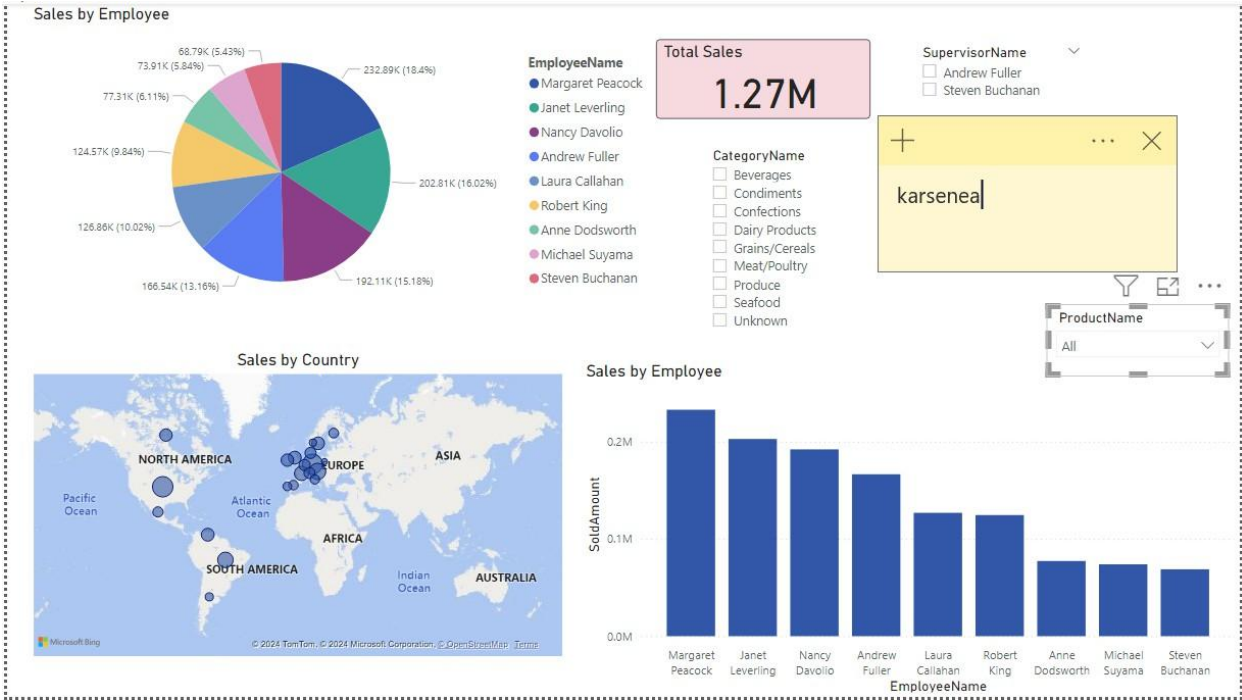 Sales by Employee
68.79K (5.43%)
73.91K (5.84%)
77.31K (6.11%)
124.57K (9.84%)
126.86K (10.02%)
166.54K (13.16%)
232.89K (18.4%)
202.81K (16.02%)
192.11K (15.18%)
EmployeeName
Margaret Peacock
Janet Leverling
Nancy Davolio
Andrew Fuller
Laura Callahan
Robert King
Anne Dodsworth
Michael Suyama
Steven Buchanan
Total Sales
1.27M
SupervisorName
Andrew Fuller
Steven Buchanan
CategoryName
Beverages
Condiments
Confections
Dairy Products
Grains/Cereals
Meat/Poultry
Produce
Seafood
Unknown
karsenea
ProductName
All
Sales by Country
NORTH AMERICA
EUROPE
ASIA
Pacific
Ocean
Atlantic
Ocean
AFRICA
SOUTH AMERICA
Indian
Ocean
AUSTRALIA
Microsoft Bing
© 2024 TomTom, © 2024 Microsoft Corporation, © OpenStreetMap Terms
Sales by Employee
SoldAmount
0.2M
0.1M
0.0M
Margaret
Peacock
Janet
Leverling
Nancy
Davolio
Andrew
Fuller
Laura
Callahan
Robert
King
Anne
Dodsworth
Michael
Suyama
Steven
Buchanan
EmployeeName